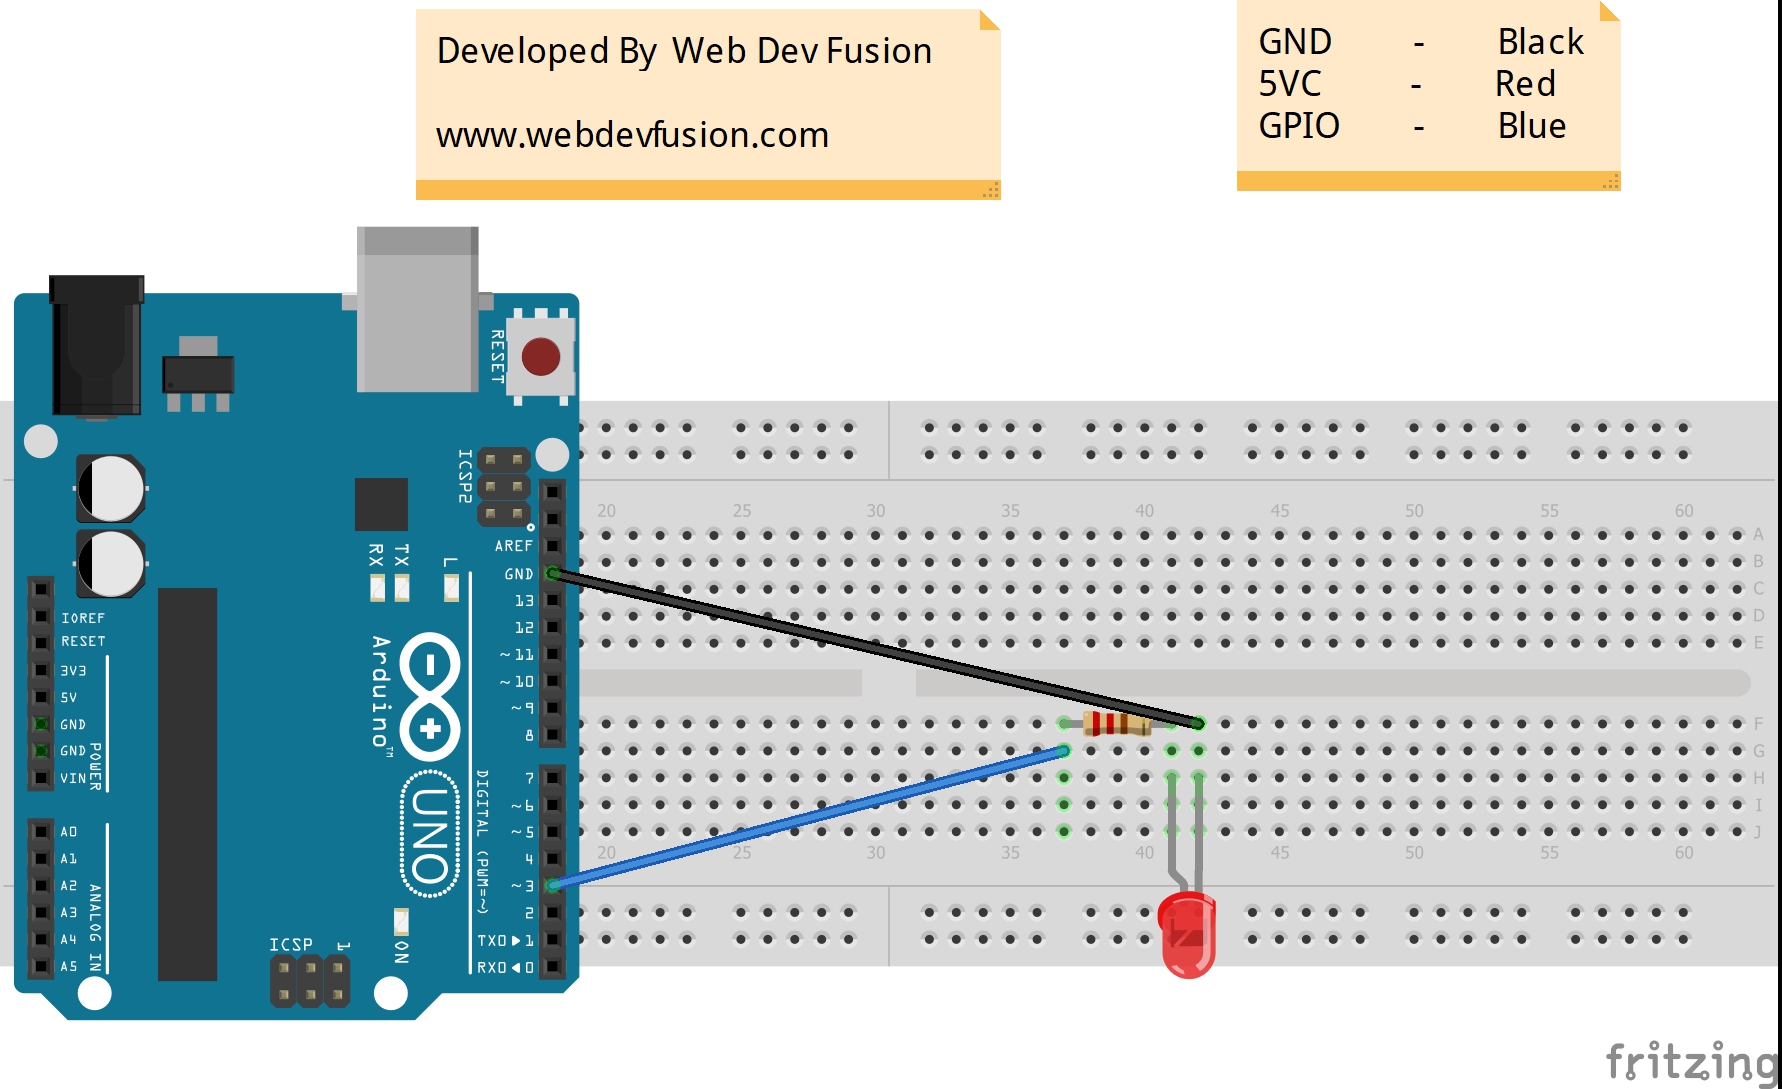 Developed By Web Dev Fusion
www.webdevfusion.com
GND - Black
5VC - Red
GPIO - Blue
RESET
ICSP2
AREF
GND
13
12
~11
~10
~9
8
7
~6
~5
4
~3
2
TX0▶1
RX0◀0
RX
TX
L
Arduino™
UNO
DIGITAL (PWM=~)
ON
ICSP
1
IOREF
RESET
3V3
5V
GND
GND
VIN
POWER
A0
A1
A2
A3
A4
A5
ANALOG IN
20 25 30 35 40 45 50 55 60
A
B
C
D
E
F
G
H
I
J
20 25 30 35 40 45 50 55 60
fritzing